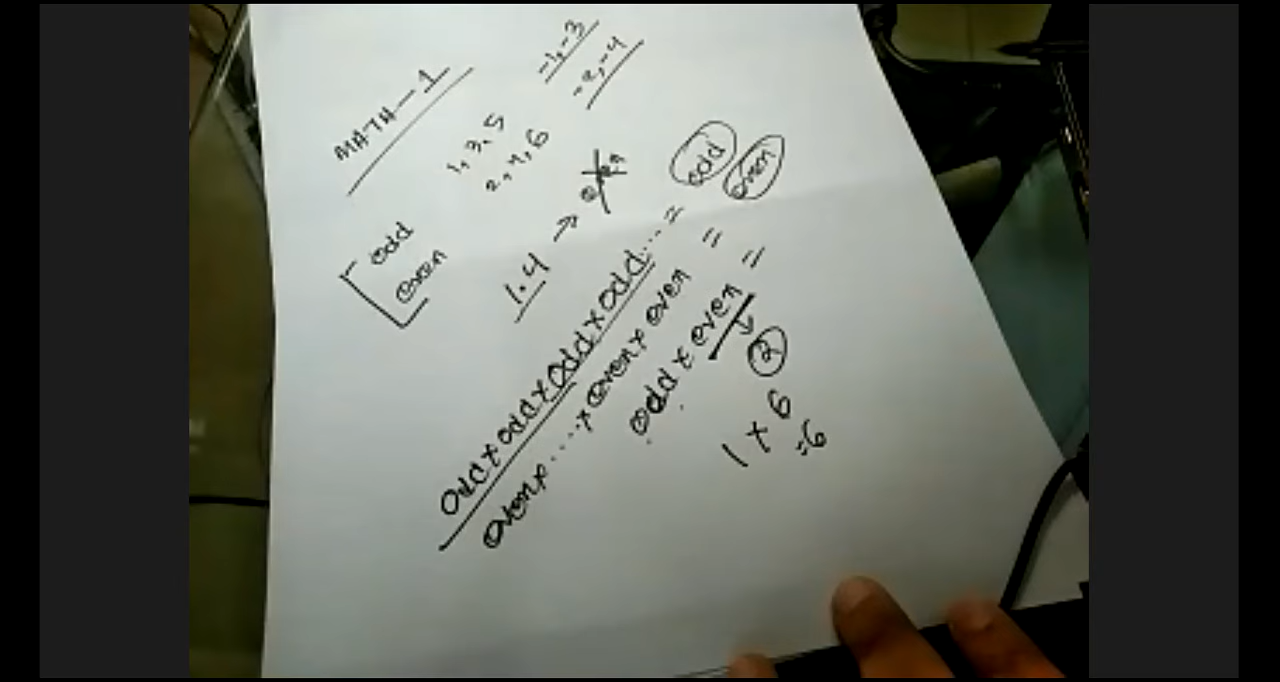 MATH-1
odd 1, 3, 5 -1, -3
even 2, 4, 6 -2, -4
1.4 → even
odd x odd x odd x odd... = odd
even x .... x even x even = even
odd x even =
2
1 x 6
=6